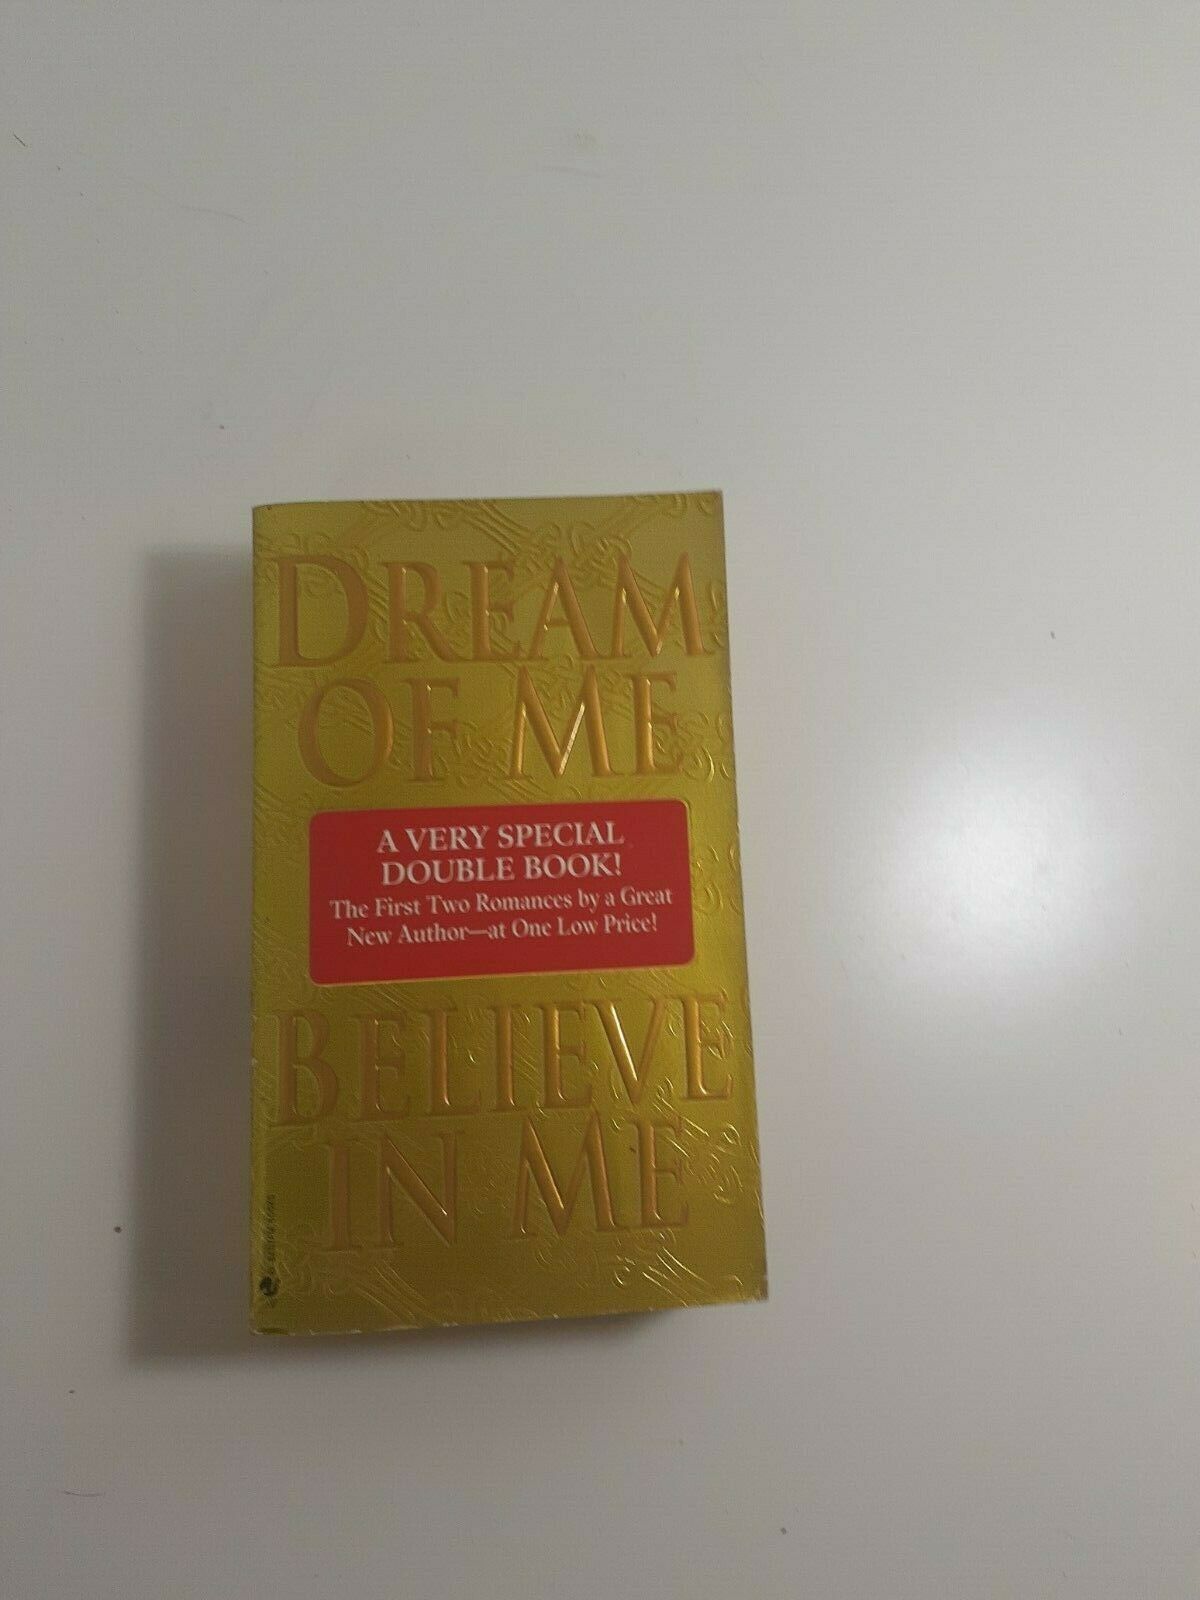 DREAM
OF ME
A VERY SPECIAL
DOUBLE BOOK!
The First Two Romances by a Great
New Author—at One Low Price!
BELIEVE
IN ME